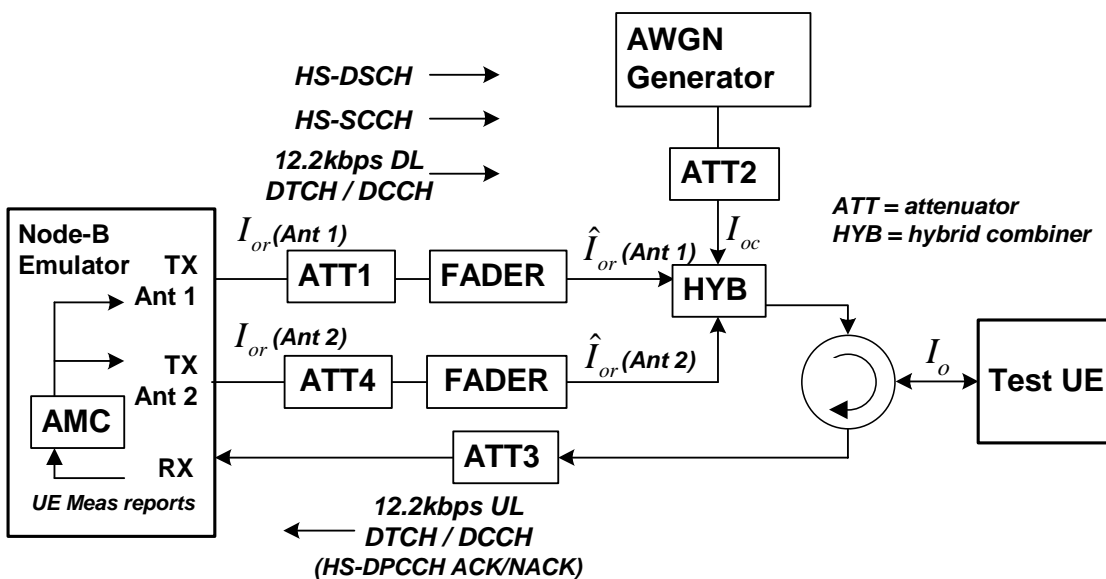 AWGN
Generator
HS-DSCH
HS-SCCH
12.2kbps DL
DTCH / DCCH
ATT2
ATT = attenuator
HYB = hybrid combiner
Node-B
Emulator
TX
Ant 1
I_or (Ant 1)
ATT1
FADER
Î_or (Ant 1)
I_oc
HYB
TX
Ant 2
I_or (Ant 2)
ATT4
FADER
Î_or (Ant 2)
I_o
Test UE
AMC
RX
UE Meas reports
ATT3
12.2kbps UL
DTCH / DCCH
(HS-DPCCH ACK/NACK)